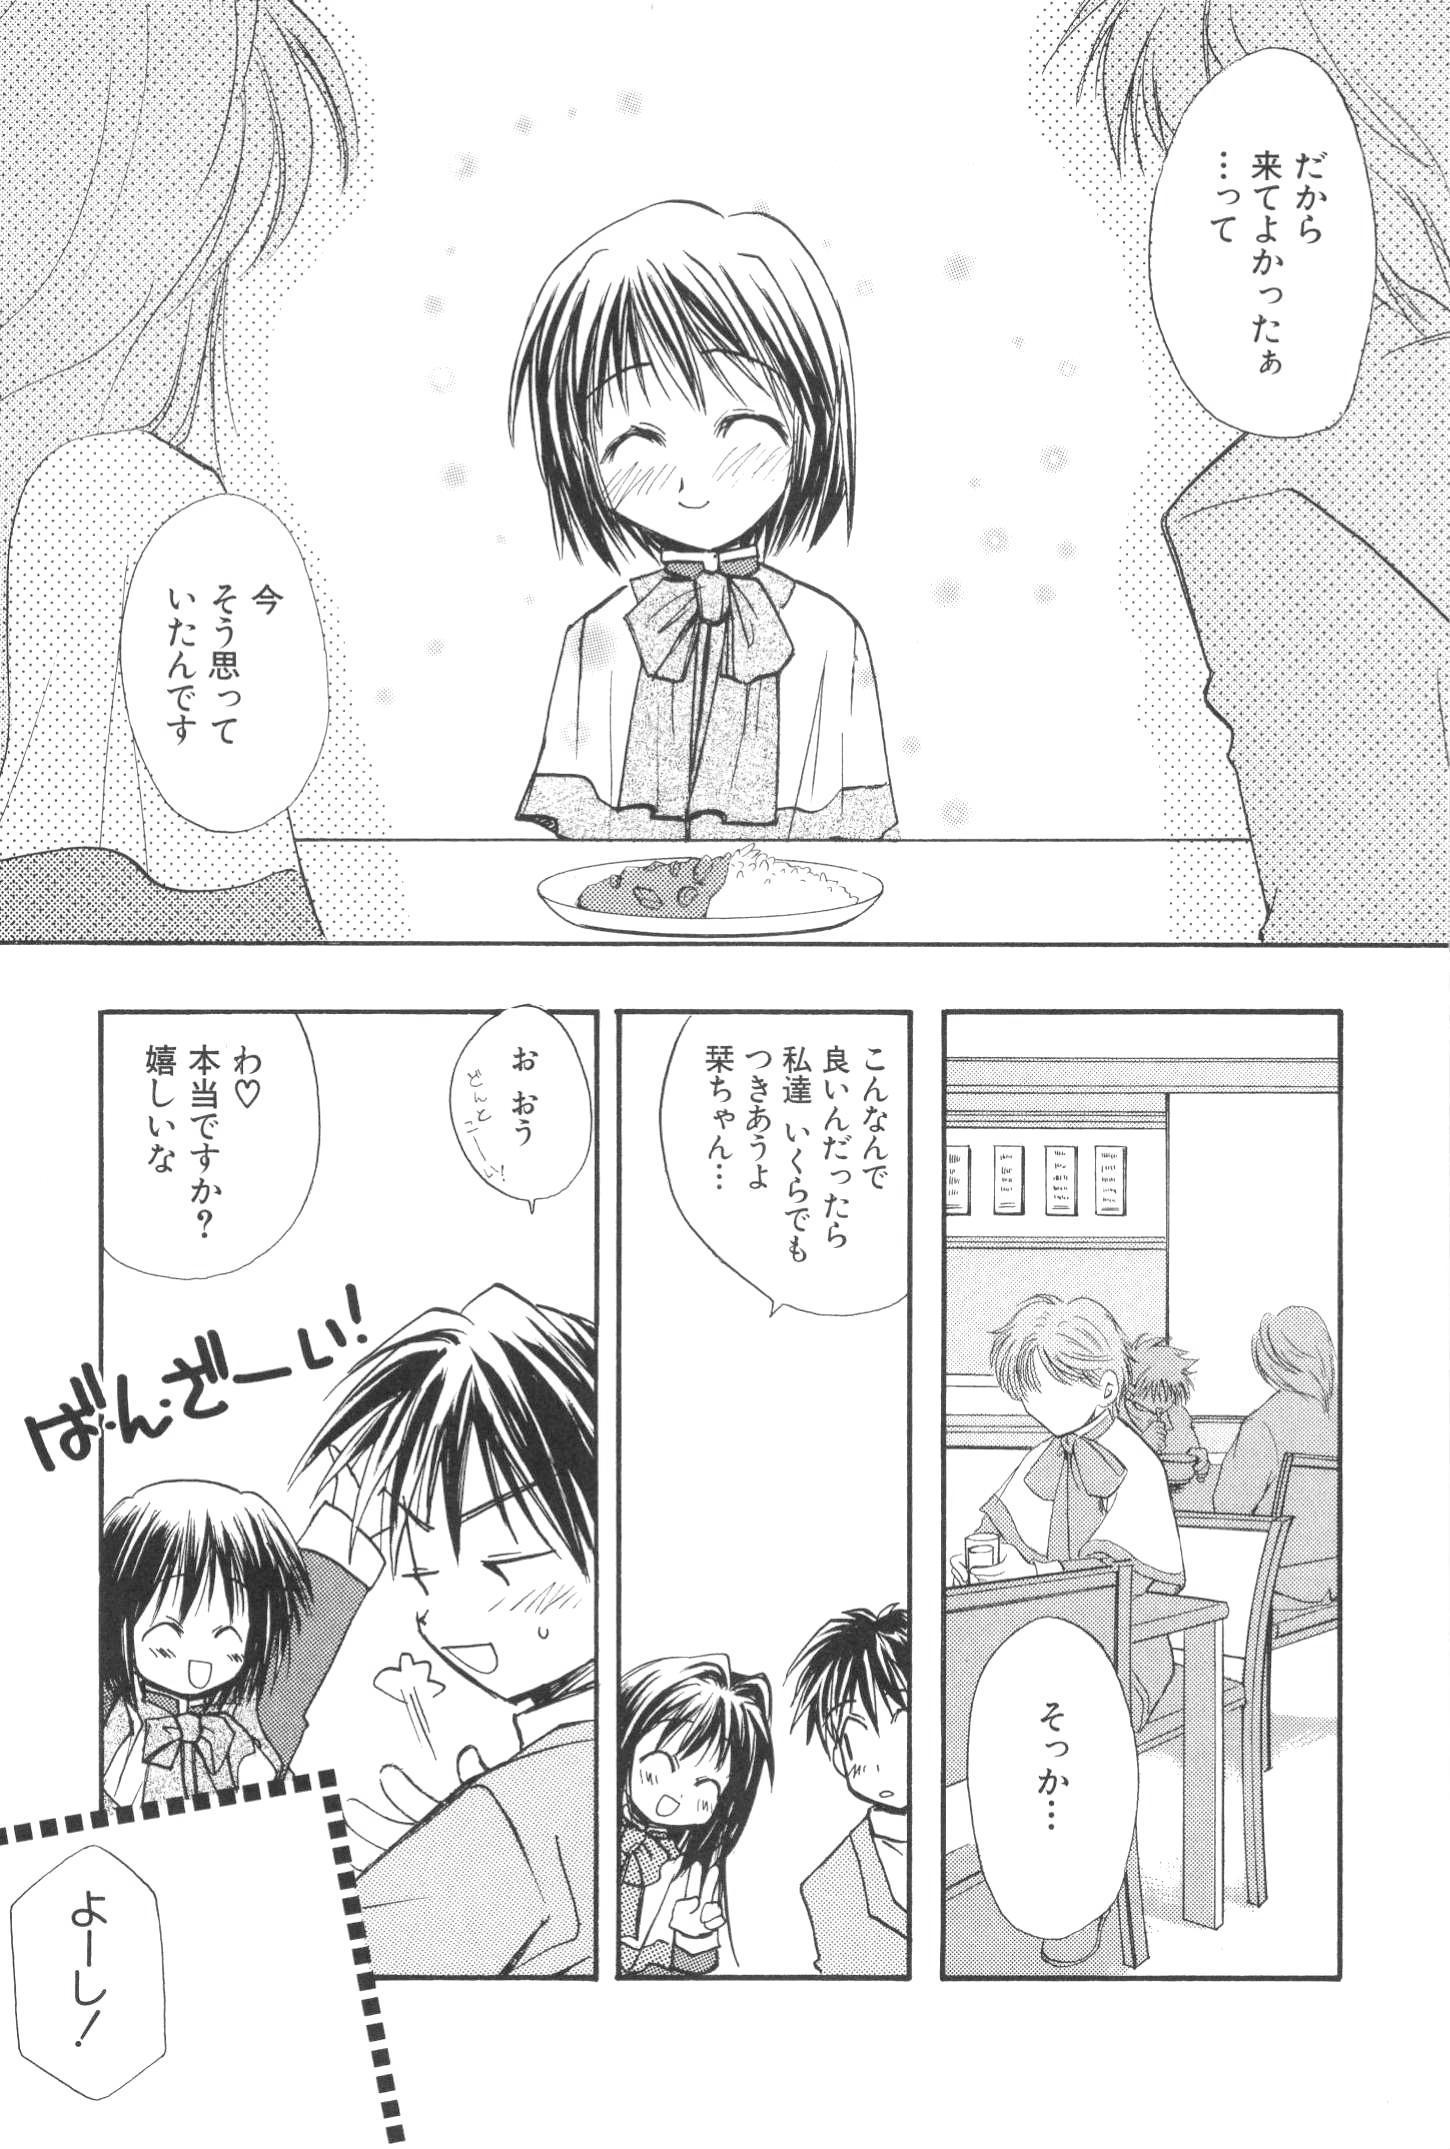 だから
来てよかったぁ
…って
今
そう思って
いたんです
そっか…
こんなんで
良いんだったら
私達 いくらでも
つきあうよ
栞ちゃん…
お おう
どんと
こーい!
わ♡
本当ですか?
嬉しいな
ばんざーい!
よーし!